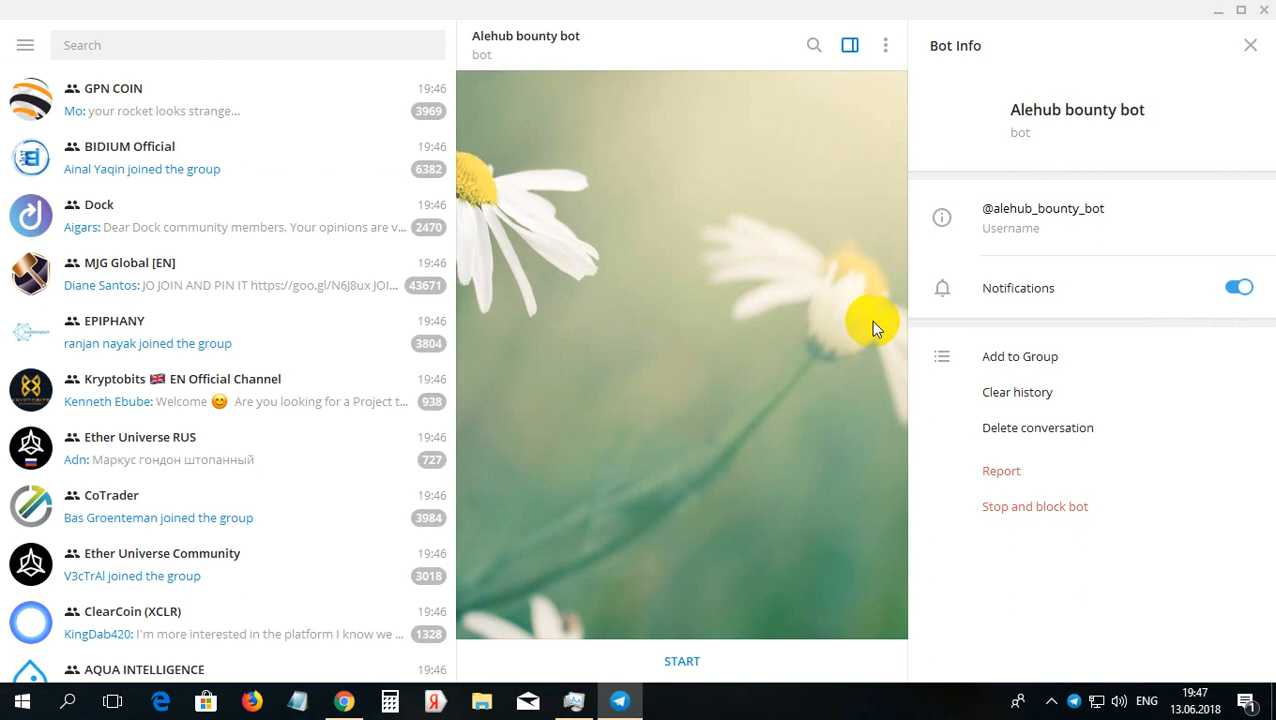 Search
GPN COIN 19:46
Mo: your rocket looks strange... 3969
BIDIUM Official 19:46
Ainal Yaqin joined the group 6382
Dock 19:46
Aigars: Dear Dock community members, Your opinions are v... 2470
MJG Global [EN] 19:46
Diane Santos: JO JOIN AND PIN IT https://goo.gl/N6J8ux JOI... 43671
EPIPHANY 19:46
ranjan nayak joined the group 3804
Kryptobits 🇬🇧 EN Official Channel 19:46
Kenneth Ebube: Welcome 😊 Are you looking for a Project t... 938
Ether Universe RUS 19:46
Adn: Маркус гондон штопанный 727
CoTrader 19:46
Bas Groenteman joined the group 3984
Ether Universe Community 19:46
V3cTrAl joined the group 3018
ClearCoin (XCLR) 19:46
KingDab420: I'm more interested in the platform I know we ... 1328
AQUA INTELLIGENCE 19:46
Alehub bounty bot
bot
START
Bot Info
Alehub bounty bot
bot
@alehub_bounty_bot
Username
Notifications
Add to Group
Clear history
Delete conversation
Report
Stop and block bot
ENG
19:47
13.06.2018
1